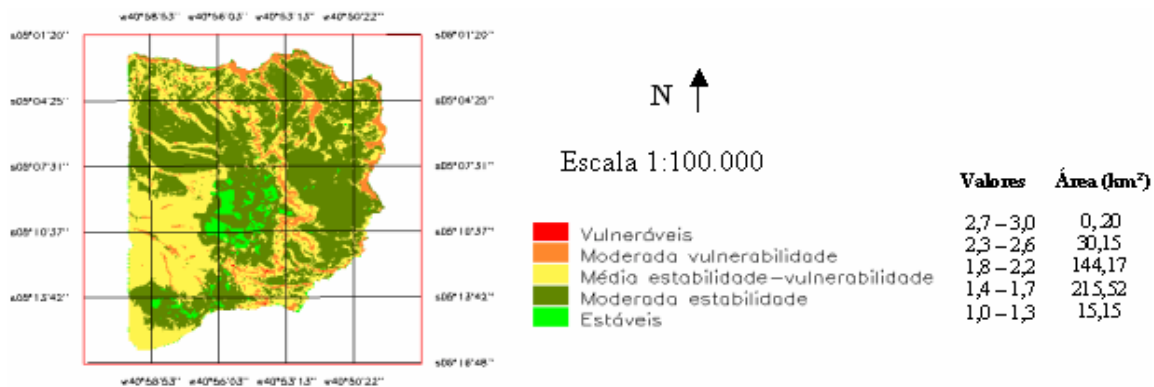 w40°58'53" w40°56'03" w40°53'13" w40°50'22"
s05°01'20" s05°01'20"
s05°04'25" s05°04'25"
s05°07'31" s05°07'31"
s05°10'37" s05°10'37"
s05°13'42" s05°13'42"
s05°16'48"
w40°58'53" w40°56'03" w40°53'13" w40°50'22"
N
Escala 1:100.000
Valores Área (km²)
Vulneráveis 2,7 – 3,0 0,20
Moderada vulnerabilidade 2,3 – 2,6 30,15
Média estabilidade-vulnerabilidade 1,8 – 2,2 144,17
Moderada estabilidade 1,4 – 1,7 215,52
Estáveis 1,0 – 1,3 15,15